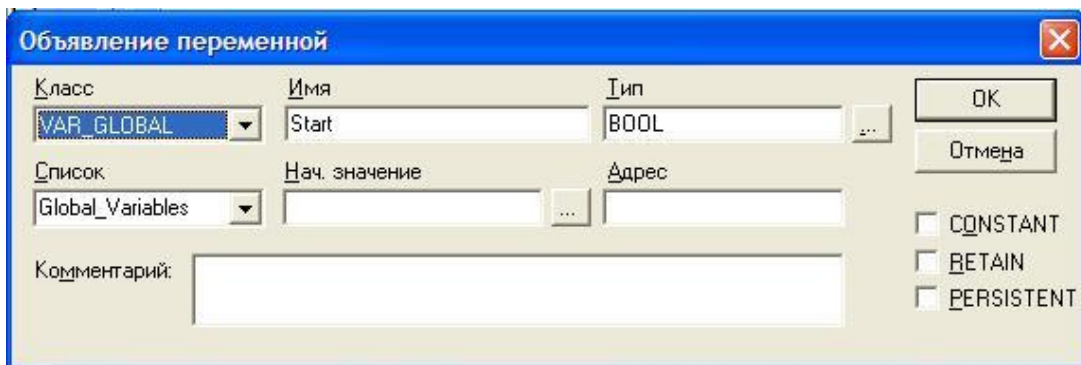 Объявление переменной
Класс Имя Тип
VAR_GLOBAL Start BOOL ... OK
Отмена
Список Нач. значение Адрес
Global_Variables ...
CONSTANT
Комментарий: RETAIN
PERSISTENT